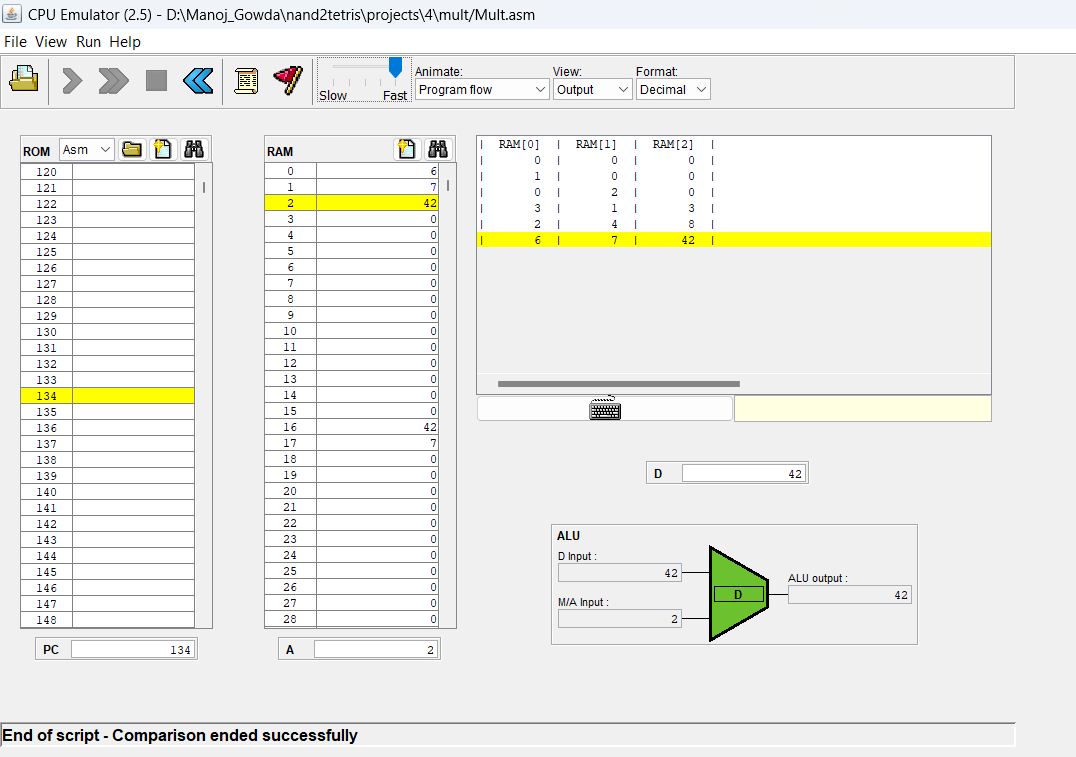 CPU Emulator (2.5) - D:\Manoj_Gowda\nand2tetris\projects\4\mult/Mult.asm
File View Run Help
Slow Fast
Animate:
Program flow
View:
Output
Format:
Decimal
ROM Asm
120
121
122
123
124
125
126
127
128
129
130
131
132
133
134
135
136
137
138
139
140
141
142
143
144
145
146
147
148
PC 134
RAM
0 6
1 7
2 42
3 0
4 0
5 0
6 0
7 0
8 0
9 0
10 0
11 0
12 0
13 0
14 0
15 0
16 42
17 7
18 0
19 0
20 0
21 0
22 0
23 0
24 0
25 0
26 0
27 0
28 0
A 2
| RAM[0] | RAM[1] | RAM[2] |
| 0 | 0 | 0 |
| 1 | 0 | 0 |
| 0 | 2 | 0 |
| 3 | 1 | 3 |
| 2 | 4 | 8 |
| 6 | 7 | 42 |
D 42
ALU
D Input :
42
M/A Input :
2
D
ALU output :
42
End of script - Comparison ended successfully